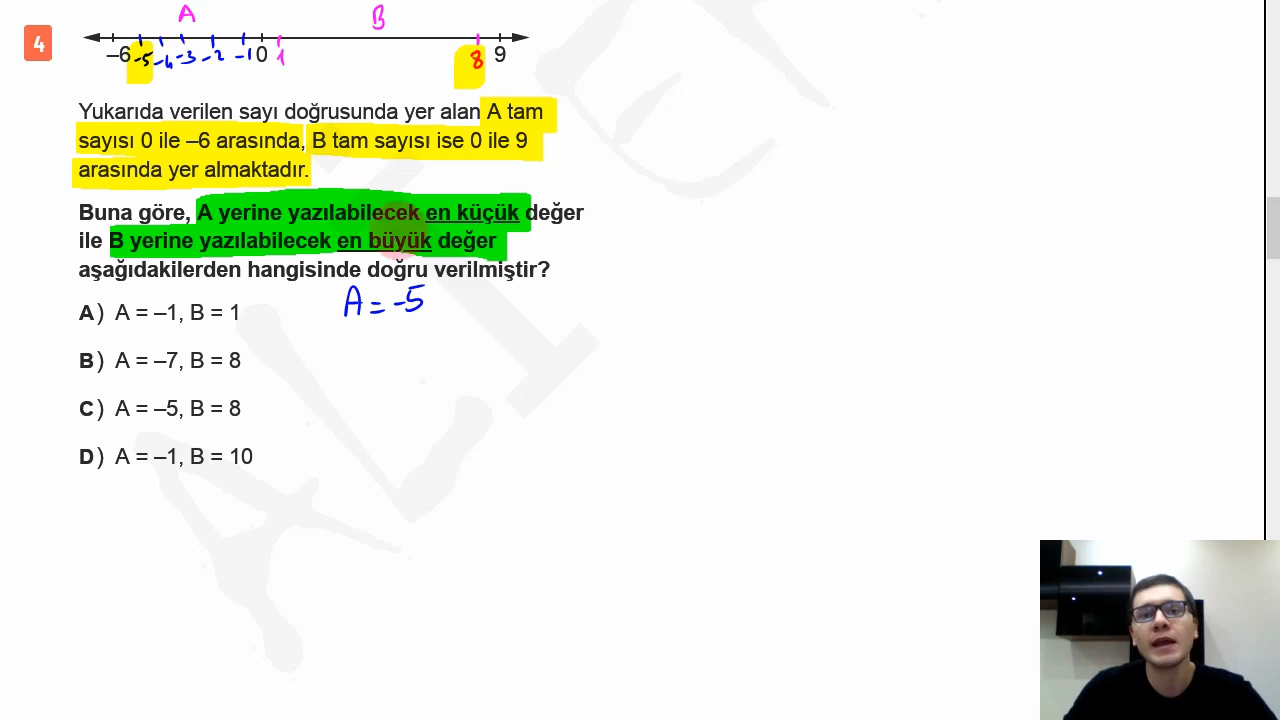 A B
4
–6 -5 -4 -3 -2 -1 0 1 8 9
Yukarıda verilen sayı doğrusunda yer alan A tam
sayısı 0 ile –6 arasında, B tam sayısı ise 0 ile 9
arasında yer almaktadır.
Buna göre, A yerine yazılabilecek en küçük değer
ile B yerine yazılabilecek en büyük değer
aşağıdakilerden hangisinde doğru verilmiştir?
A = -5
A) A = –1, B = 1
B) A = –7, B = 8
C) A = –5, B = 8
D) A = –1, B = 10